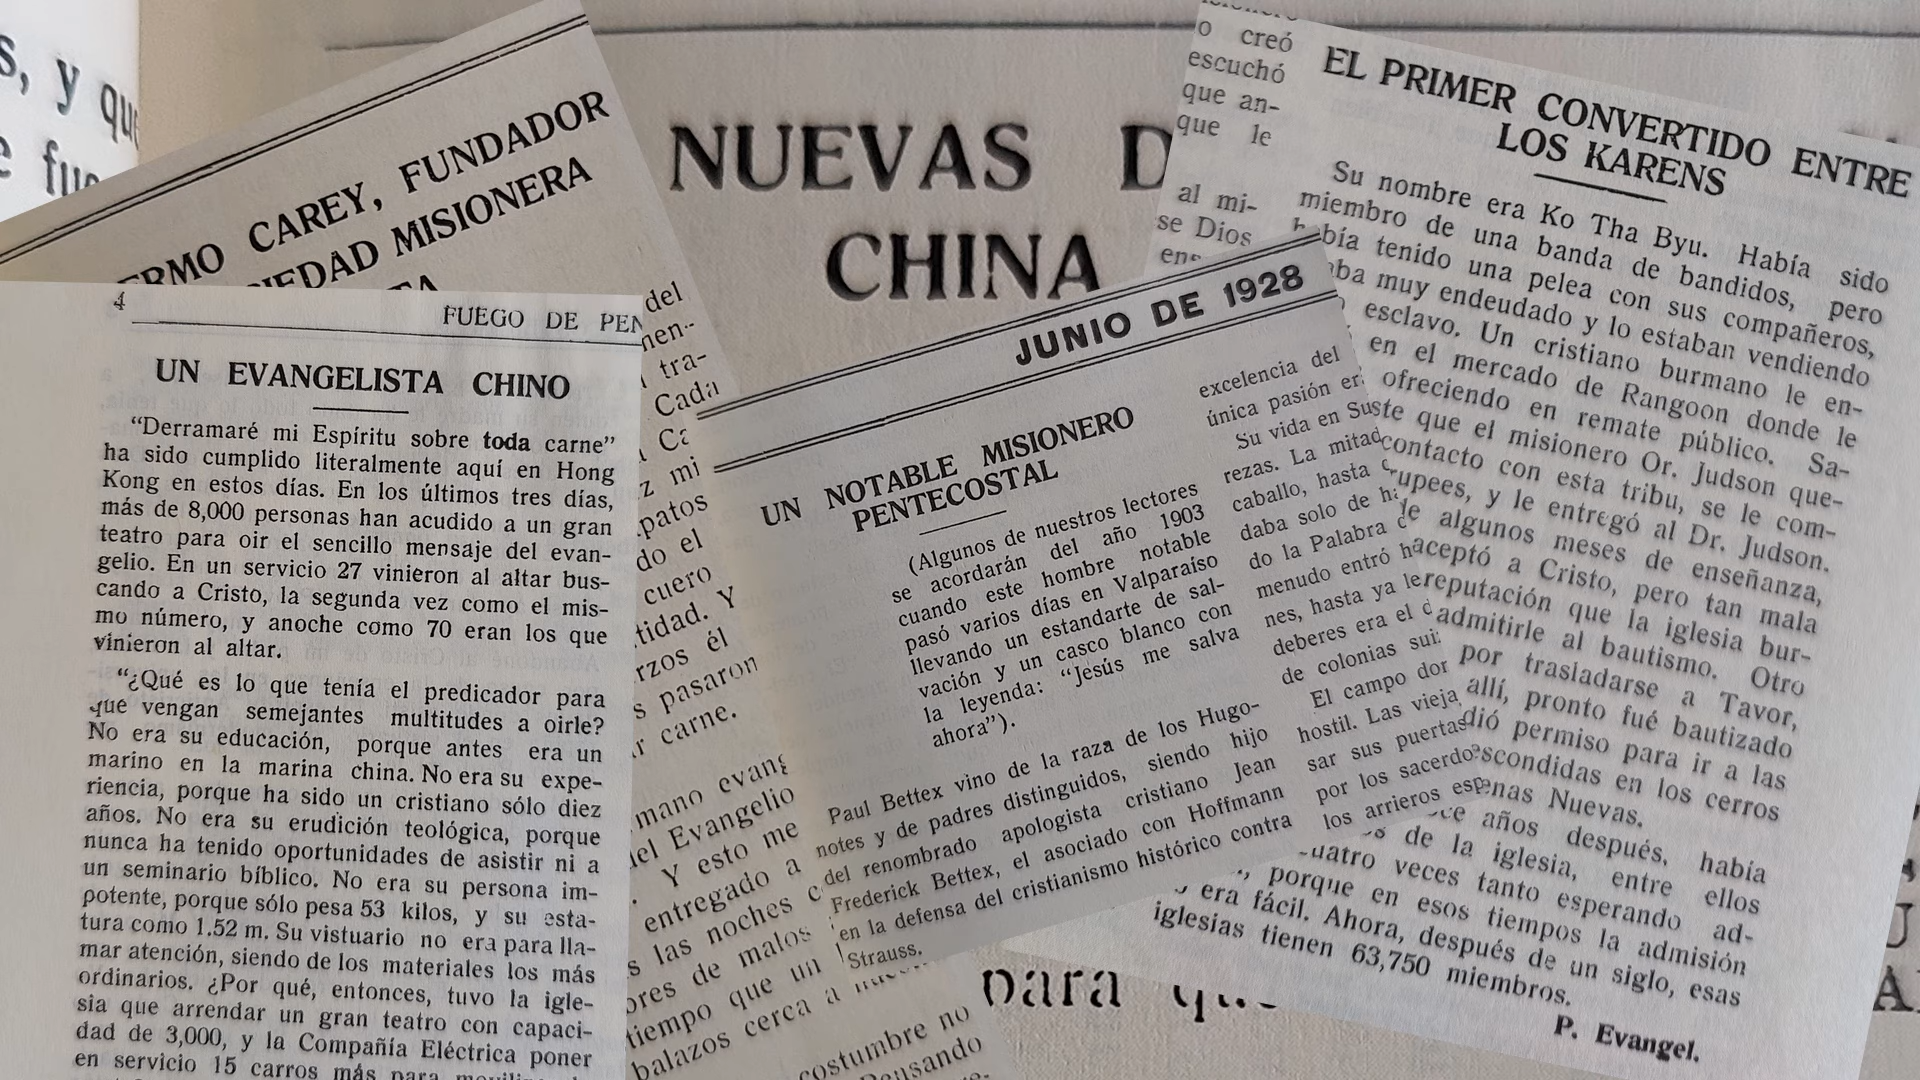 s, y que
e fue
ERMO CAREY, FUNDADOR
IEDAD MISIONERA
TA
del
men-
tra-
Cada
z mi
patos
do el
cuero
tidad. Y
rzos él
s pasaron
r carne.
mano evang
el Evangelio
Y esto me
entregado a
s las noches
ores de malos
tiempo que un
balazos cerca a
costumbre no
Pensando
NUEVAS D
CHINA
para que
4
FUEGO DE PEN
UN EVANGELISTA CHINO
“Derramaré mi Espíritu sobre toda carne”
ha sido cumplido literalmente aquí en Hong
Kong en estos días. En los últimos tres días,
más de 8,000 personas han acudido a un gran
teatro para oir el sencillo mensaje del evan-
gelio. En un servicio 27 vinieron al altar bus-
cando a Cristo, la segunda vez como el mis-
mo número, y anoche como 70 eran los que
vinieron al altar.
“¿Qué es lo que tenía el predicador para
qué vengan semejantes multitudes a oirle?
No era su educación, porque antes era un
marino en la marina china. No era su expe-
riencia, porque ha sido un cristiano sólo diez
años. No era su erudición teológica, porque
nunca ha tenido oportunidades de asistir ni a
un seminario bíblico. No era su persona im-
potente, porque sólo pesa 53 kilos, y su esta-
tura como 1.52 m. Su vistuario no era para lla-
mar atención, siendo de los materiales los más
ordinarios. ¿Por qué, entonces, tuvo la igle-
sia que arrendar un gran teatro con capaci-
dad de 3,000, y la Compañía Eléctrica poner
en servicio 15 carros más para
JUNIO DE 1928
UN NOTABLE MISIONERO
PENTECOSTAL
(Algunos de nuestros lectores
se acordarán del año 1903
cuando este hombre notable
pasó varios días en Valparaíso
llevando un estandarte de sal-
vación y un casco blanco con
la leyenda: “Jesús me salva
ahora”).
Paul Bettex vino de la raza de los Hugo-
notes y de padres distinguidos, siendo hijo
del renombrado apologista cristiano Jean
Frederick Bettex, el asociado con Hoffmann
en la defensa del cristianismo histórico contra
Strauss.
excelencia del
única pasión er
Su vida en Su
rezas. La mitad
caballo, hasta
daba solo de ha
do la Palabra
menudo entró h
nes, hasta ya le
deberes era el
de colonias sui
El campo dor
hostil. Las vieja
sar sus puertas
por los sacerdo
los arrieros esp
o creó
escuchó
que an-
que le
al mi-
se Dios
EL PRIMER CONVERTIDO ENTRE
LOS KARENS
Su nombre era Ko Tha Byu. Había sido
miembro de una banda de bandidos, pero
había tenido una pelea con sus compañeros,
aba muy endeudado y lo estaban vendiendo
esclavo. Un cristiano burmano le en-
en el mercado de Rangoon donde le
ofreciendo en remate público. Sa-
ste que el misionero Or. Judson que-
contacto con esta tribu, se le com-
rupees, y le entregó al Dr. Judson.
e algunos meses de enseñanza,
aceptó a Cristo, pero tan mala
reputación que la iglesia bur-
admitirle al bautismo. Otro
por trasladarse a Tavor,
allí, pronto fué bautizado
dió permiso para ir a las
escondidas en los cerros
enas Nuevas.
ce años después, había
s de la iglesia, entre ellos
cuatro veces tanto esperando ad-
, porque en esos tiempos la admisión
era fácil. Ahora, después de un siglo, esas
iglesias tienen 63,750 miembros.
P. Evangel.